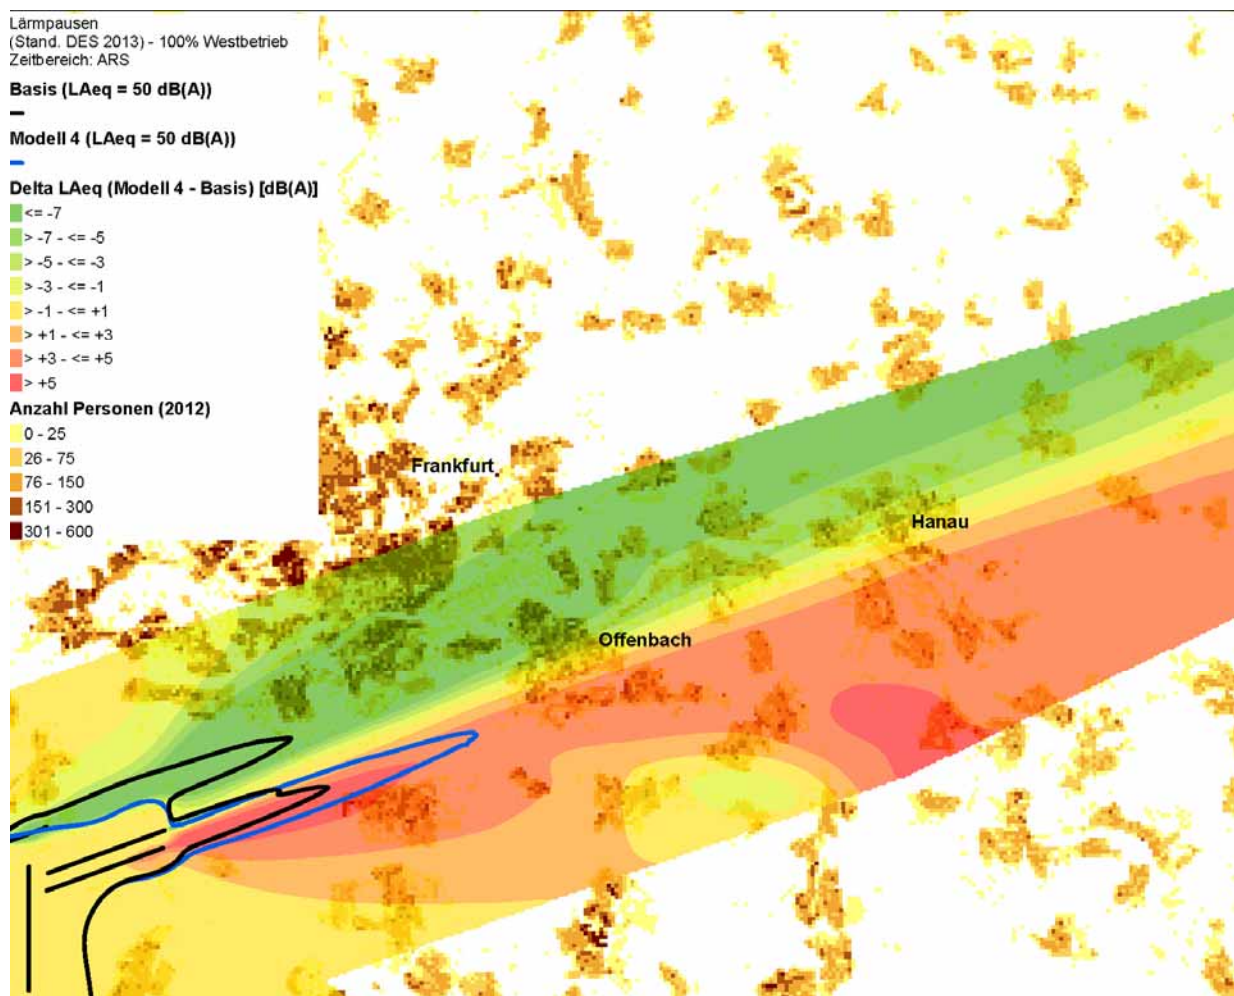 Lärmpausen
(Stand. DES 2013) - 100% Westbetrieb
Zeitbereich: ARS
Basis (LAeq = 50 dB(A))
Modell 4 (LAeq = 50 dB(A))
Delta LAeq (Modell 4 - Basis) [dB(A)]
<= -7
> -7 - <= -5
> -5 - <= -3
> -3 - <= -1
> -1 - <= +1
> +1 - <= +3
> +3 - <= +5
> +5
Anzahl Personen (2012)
0 - 25
26 - 75
76 - 150
151 - 300
301 - 600
Frankfurt
Hanau
Offenbach